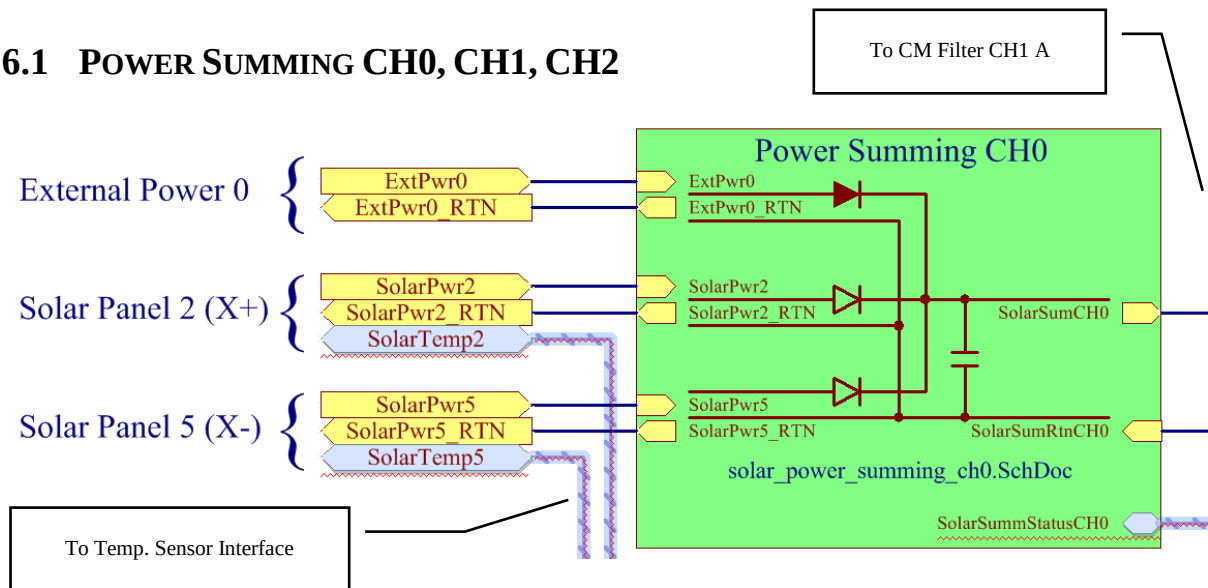 To CM Filter CH1 A
6.1 POWER SUMMING CH0, CH1, CH2
Power Summing CH0
External Power 0
ExtPwr0
ExtPwr0_RTN
ExtPwr0
ExtPwr0_RTN
Solar Panel 2 (X+)
SolarPwr2
SolarPwr2_RTN
SolarTemp2
SolarPwr2
SolarPwr2_RTN
SolarSumCH0
Solar Panel 5 (X-)
SolarPwr5
SolarPwr5_RTN
SolarTemp5
SolarPwr5
SolarPwr5_RTN
SolarSumRtnCH0
solar_power_summing_ch0.SchDoc
SolarSummStatusCH0
To Temp. Sensor Interface